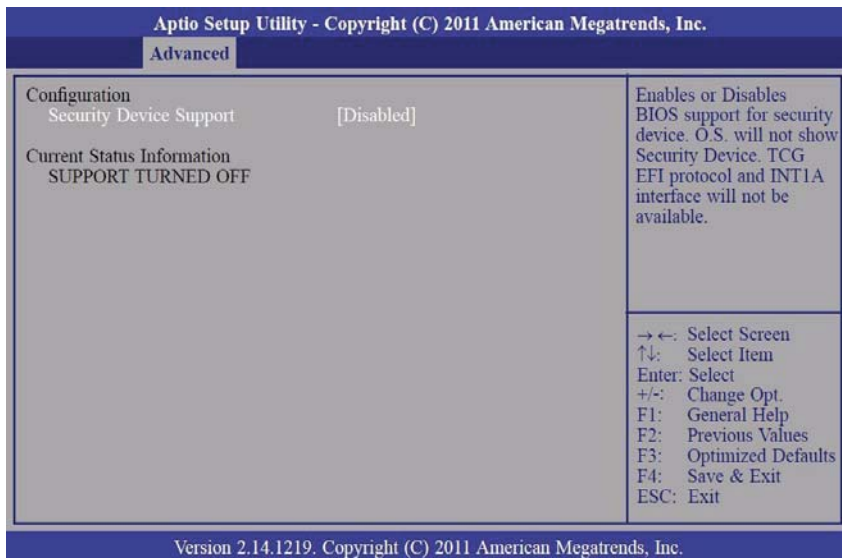 Aptio Setup Utility - Copyright (C) 2011 American Megatrends, Inc.
Advanced
Configuration
Security Device Support [Disabled]
Current Status Information
SUPPORT TURNED OFF
Enables or Disables
BIOS support for security
device. O.S. will not show
Security Device. TCG
EFI protocol and INT1A
interface will not be
available.
→←: Select Screen
↑↓: Select Item
Enter: Select
+/-: Change Opt.
F1: General Help
F2: Previous Values
F3: Optimized Defaults
F4: Save & Exit
ESC: Exit
Version 2.14.1219. Copyright (C) 2011 American Megatrends, Inc.